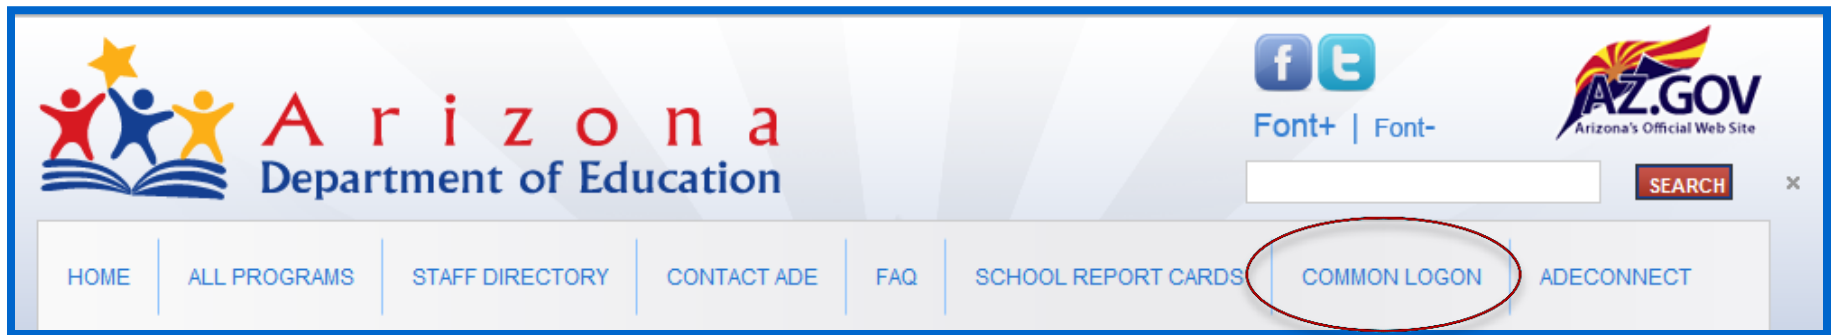 Arizona
Department of Education
f t
Font+ | Font-
AZ.GOV
Arizona's Official Web Site
SEARCH ×
HOME ALL PROGRAMS STAFF DIRECTORY CONTACT ADE FAQ SCHOOL REPORT CARDS COMMON LOGON ADECONNECT